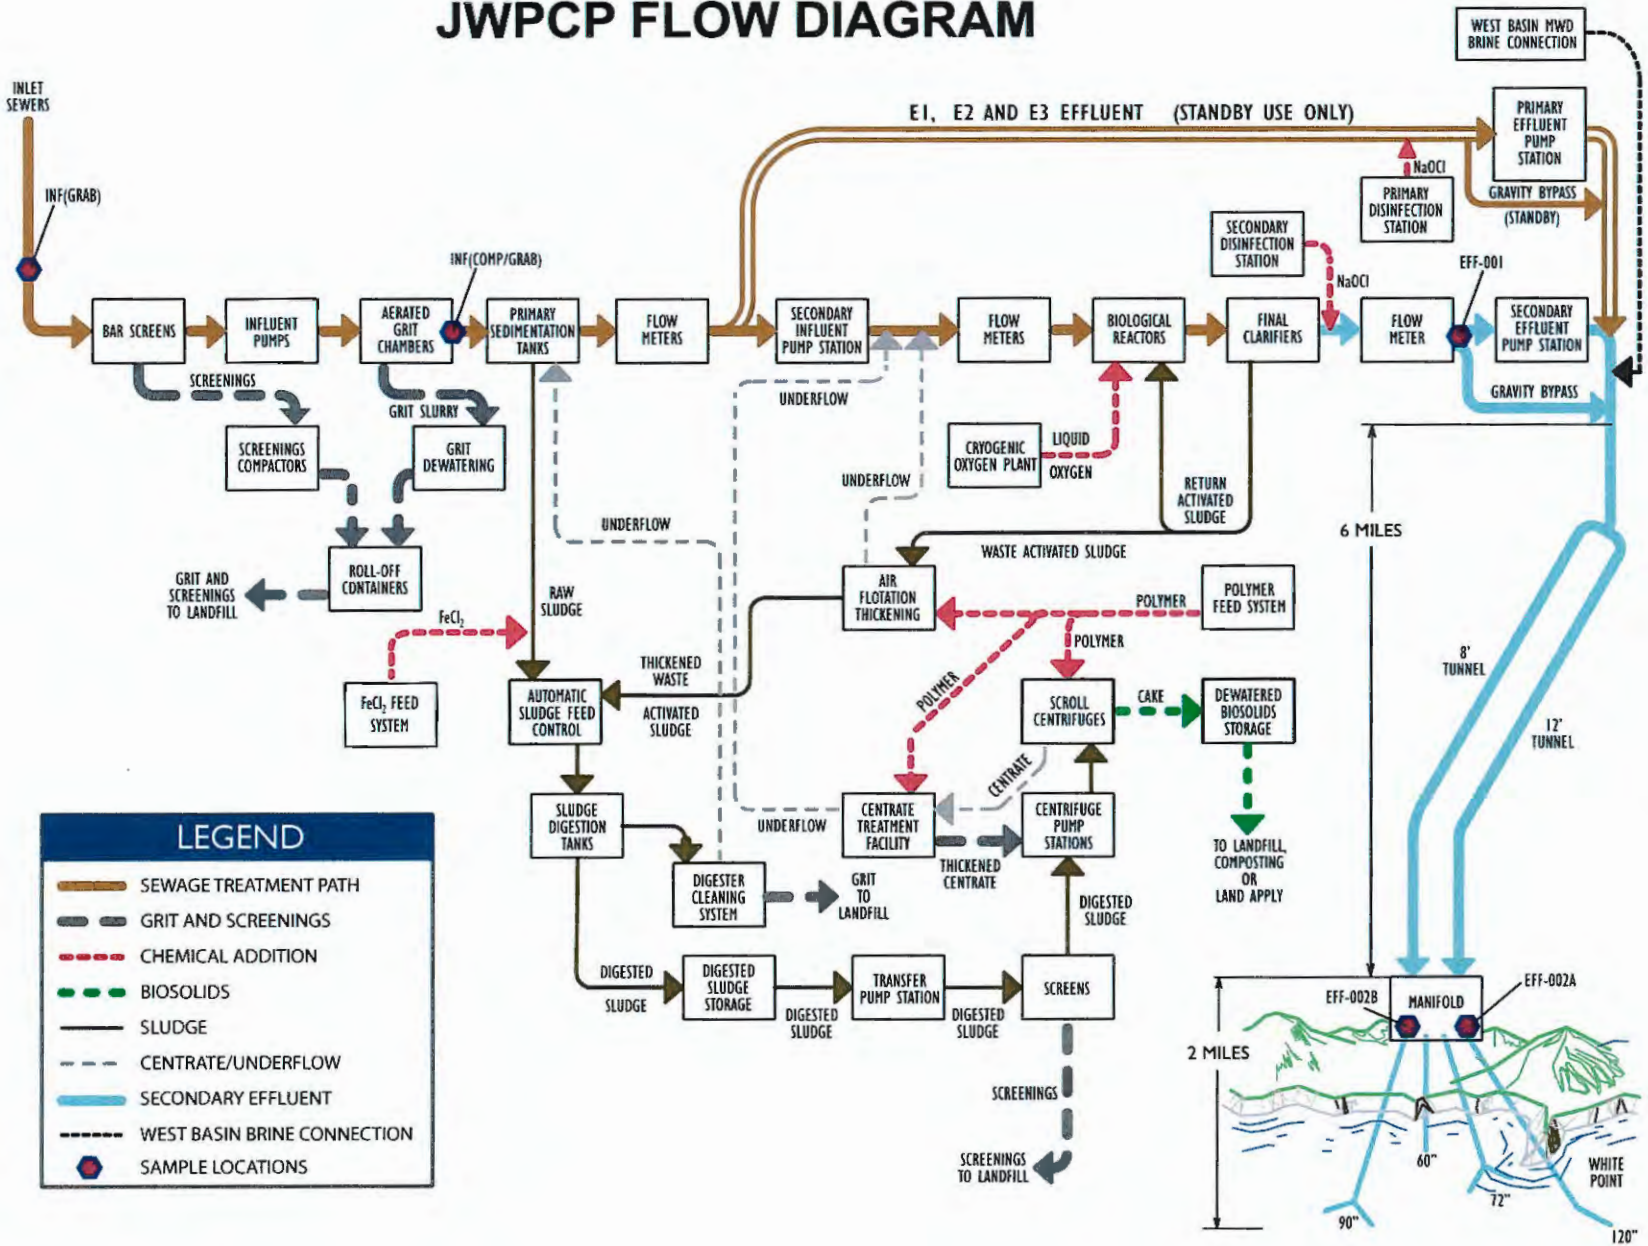 JWPCP FLOW DIAGRAM
WEST BASIN MWD
BRINE CONNECTION
INLET
SEWERS
E1, E2 AND E3 EFFLUENT (STANDBY USE ONLY)
PRIMARY
EFFLUENT
PUMP
STATION
NaOCl
PRIMARY
DISINFECTION
STATION
GRAVITY BYPASS
(STANDBY)
INF(GRAB)
SECONDARY
DISINFECTION
STATION
NaOCl
EFF-001
INF(COMP/GRAB)
BAR SCREENS
INFLUENT
PUMPS
AERATED
GRIT
CHAMBERS
PRIMARY
SEDIMENTATION
TANKS
FLOW
METERS
SECONDARY
INFLUENT
PUMP STATION
FLOW
METERS
BIOLOGICAL
REACTORS
FINAL
CLARIFIERS
FLOW
METER
SECONDARY
EFFLUENT
PUMP STATION
SCREENINGS
GRIT SLURRY
UNDERFLOW
GRAVITY BYPASS
SCREENINGS
COMPACTORS
GRIT
DEWATERING
CRYOGENIC
OXYGEN PLANT
LIQUID
OXYGEN
UNDERFLOW
RETURN
ACTIVATED
SLUDGE
UNDERFLOW
WASTE ACTIVATED SLUDGE
6 MILES
GRIT AND
SCREENINGS
TO LANDFILL
ROLL-OFF
CONTAINERS
RAW
SLUDGE
AIR
FLOTATION
THICKENING
POLYMER
POLYMER
FEED SYSTEM
FeCl2
POLYMER
THICKENED
WASTE
ACTIVATED
SLUDGE
POLYMER
8'
TUNNEL
12'
TUNNEL
FeCl2 FEED
SYSTEM
AUTOMATIC
SLUDGE FEED
CONTROL
SCROLL
CENTRIFUGES
CAKE
DEWATERED
BIOSOLIDS
STORAGE
CENTRATE
SLUDGE
DIGESTION
TANKS
UNDERFLOW
CENTRATE
TREATMENT
FACILITY
CENTRIFUGE
PUMP
STATIONS
THICKENED
CENTRATE
TO LANDFILL,
COMPOSTING
OR
LAND APPLY
DIGESTER
CLEANING
SYSTEM
GRIT
TO
LANDFILL
DIGESTED
SLUDGE
DIGESTED
SLUDGE
DIGESTED
SLUDGE
STORAGE
DIGESTED
SLUDGE
TRANSFER
PUMP STATION
DIGESTED
SLUDGE
SCREENS
SCREENINGS
SCREENINGS
TO LANDFILL
EFF-002B
MANIFOLD
EFF-002A
2 MILES
60"
72"
90"
120"
WHITE
POINT
LEGEND
SEWAGE TREATMENT PATH
GRIT AND SCREENINGS
CHEMICAL ADDITION
BIOSOLIDS
SLUDGE
CENTRATE/UNDERFLOW
SECONDARY EFFLUENT
WEST BASIN BRINE CONNECTION
SAMPLE LOCATIONS